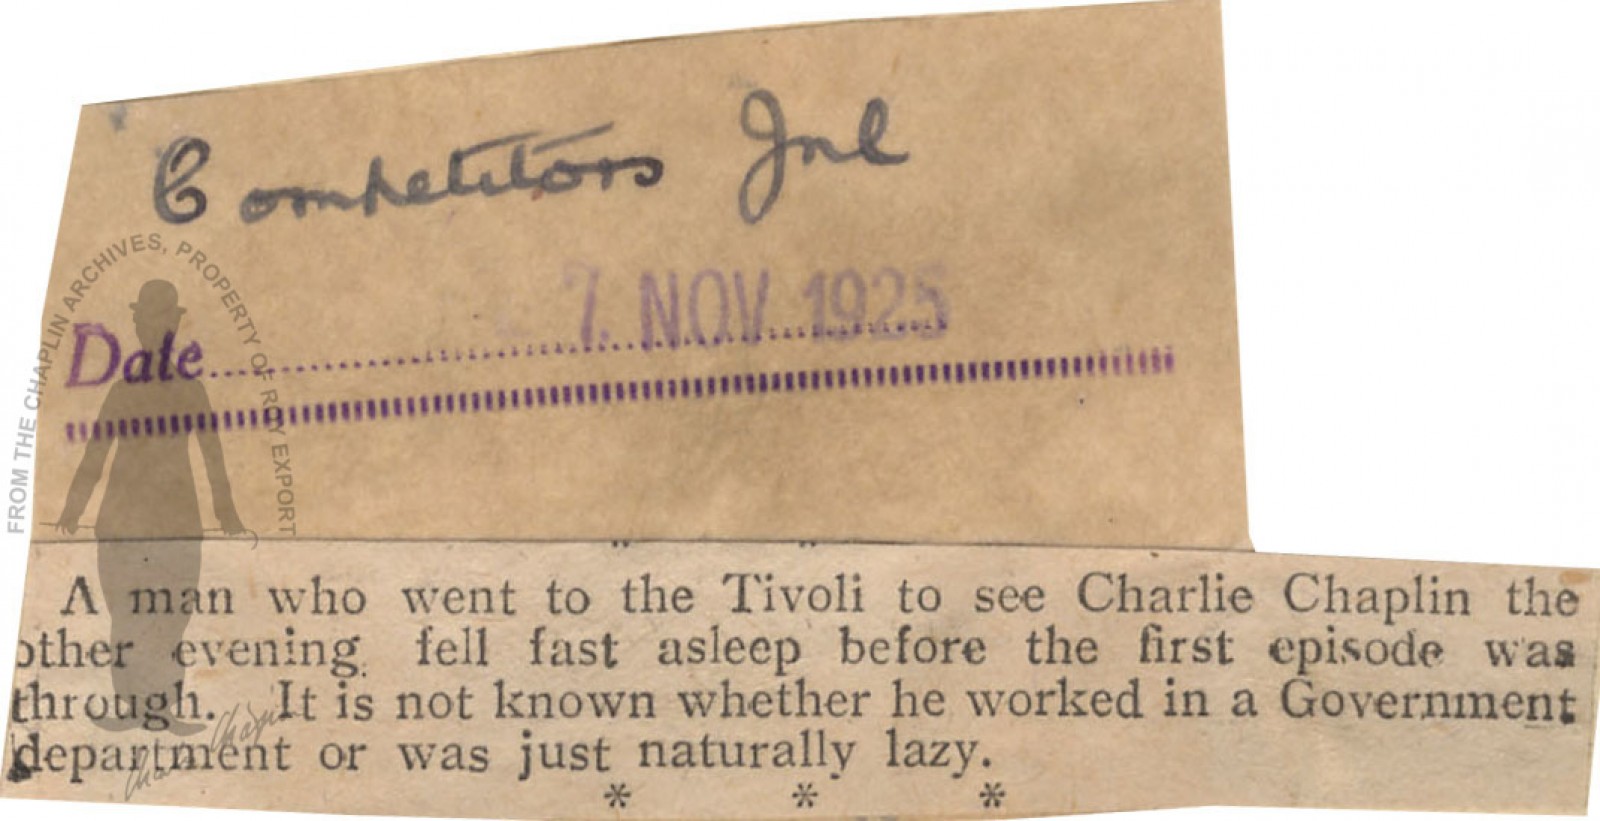 Competitors Jnl
7. NOV 1925
Date
FROM THE CHAPLIN ARCHIVES, PROPERTY OF ROY EXPORT
A man who went to the Tivoli to see Charlie Chaplin the
other evening fell fast asleep before the first episode was
through. It is not known whether he worked in a Government
department or was just naturally lazy.
* * *
Charlie Chaplin